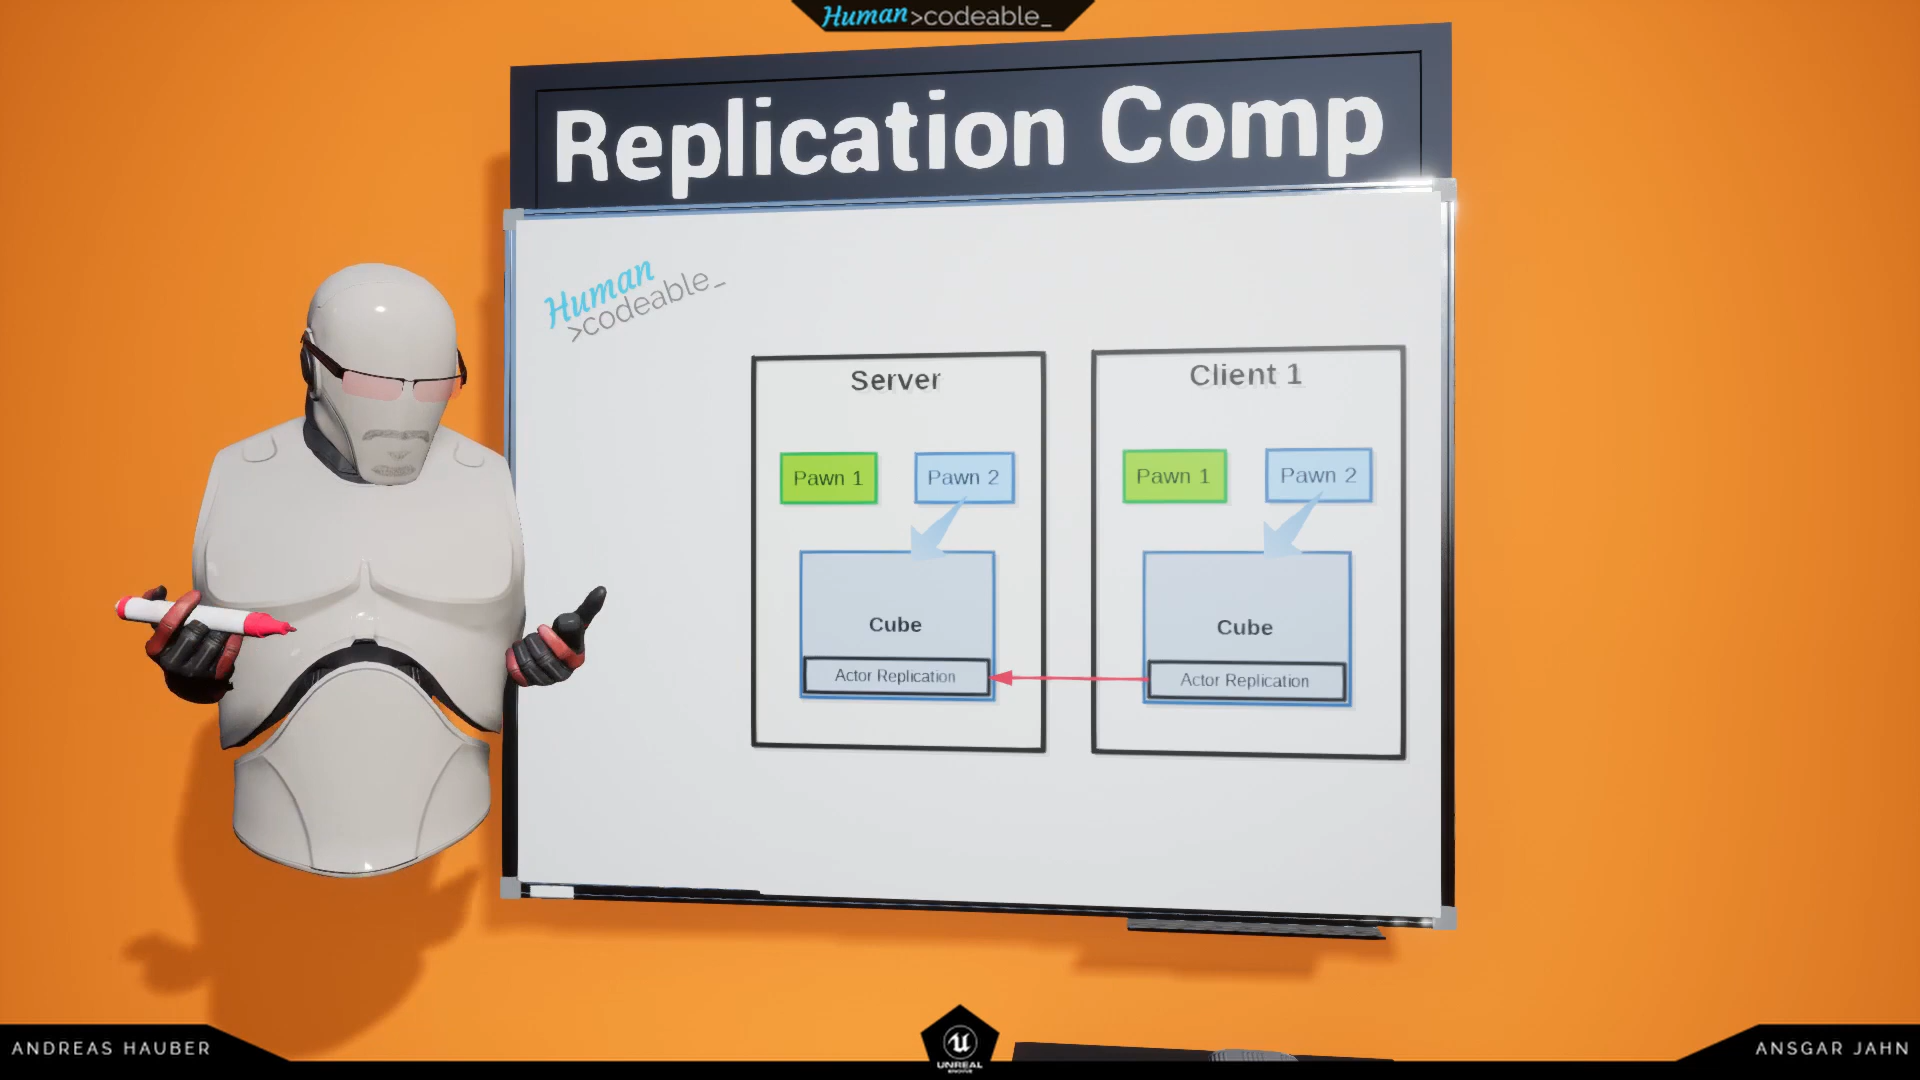 Human>codeable_
Replication Comp
Human
>codeable_
Server
Client 1
Pawn 1
Pawn 2
Pawn 1
Pawn 2
Cube
Cube
Actor Replication
Actor Replication
ANDREAS HAUBER
UNREAL
ENGINE
ANSGAR JAHN